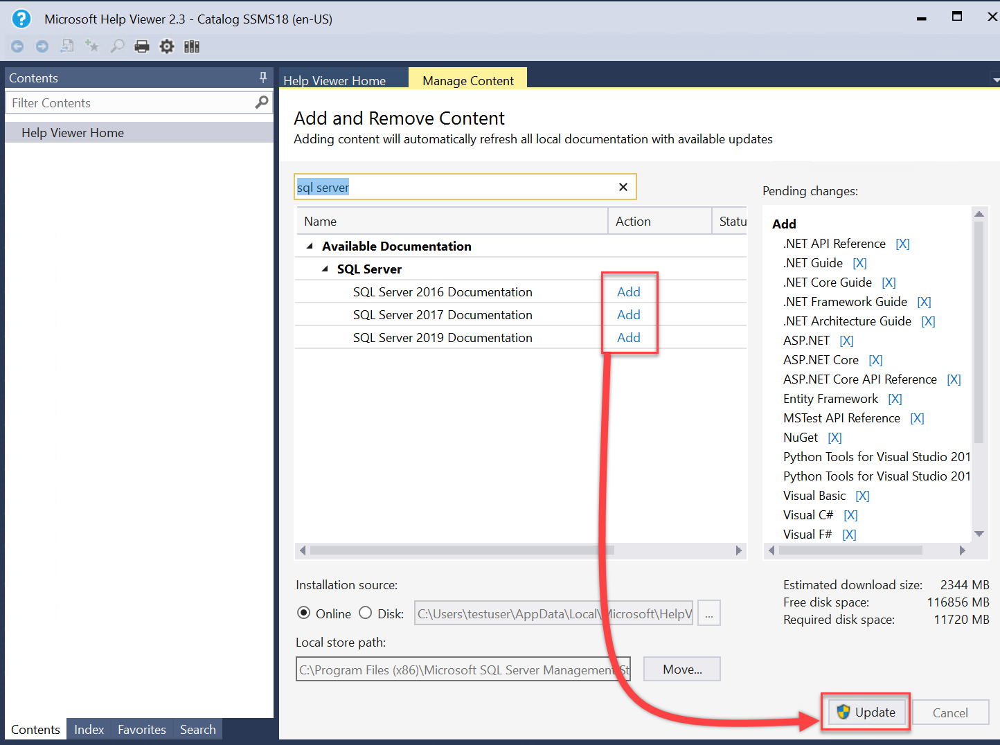 Microsoft Help Viewer 2.3 - Catalog SSMS18 (en-US)
Contents
Filter Contents
Help Viewer Home
Help Viewer Home
Manage Content
Add and Remove Content
Adding content will automatically refresh all local documentation with available updates
sql server
Name Action Statu
Available Documentation
SQL Server
SQL Server 2016 Documentation Add
SQL Server 2017 Documentation Add
SQL Server 2019 Documentation Add
Pending changes:
Add
.NET API Reference [X]
.NET Guide [X]
.NET Core Guide [X]
.NET Framework Guide [X]
.NET Architecture Guide [X]
ASP.NET [X]
ASP.NET Core [X]
ASP.NET Core API Reference [X]
Entity Framework [X]
MSTest API Reference [X]
NuGet [X]
Python Tools for Visual Studio 201
Python Tools for Visual Studio 201
Visual Basic [X]
Visual C# [X]
Visual F# [X]
Installation source:
Online Disk: C:\Users\testuser\AppData\Local\Microsoft\HelpV ...
Local store path:
C:\Program Files (x86)\Microsoft SQL Server Management St Move...
Estimated download size: 2344 MB
Free disk space: 116856 MB
Required disk space: 11720 MB
Update Cancel
Contents Index Favorites Search